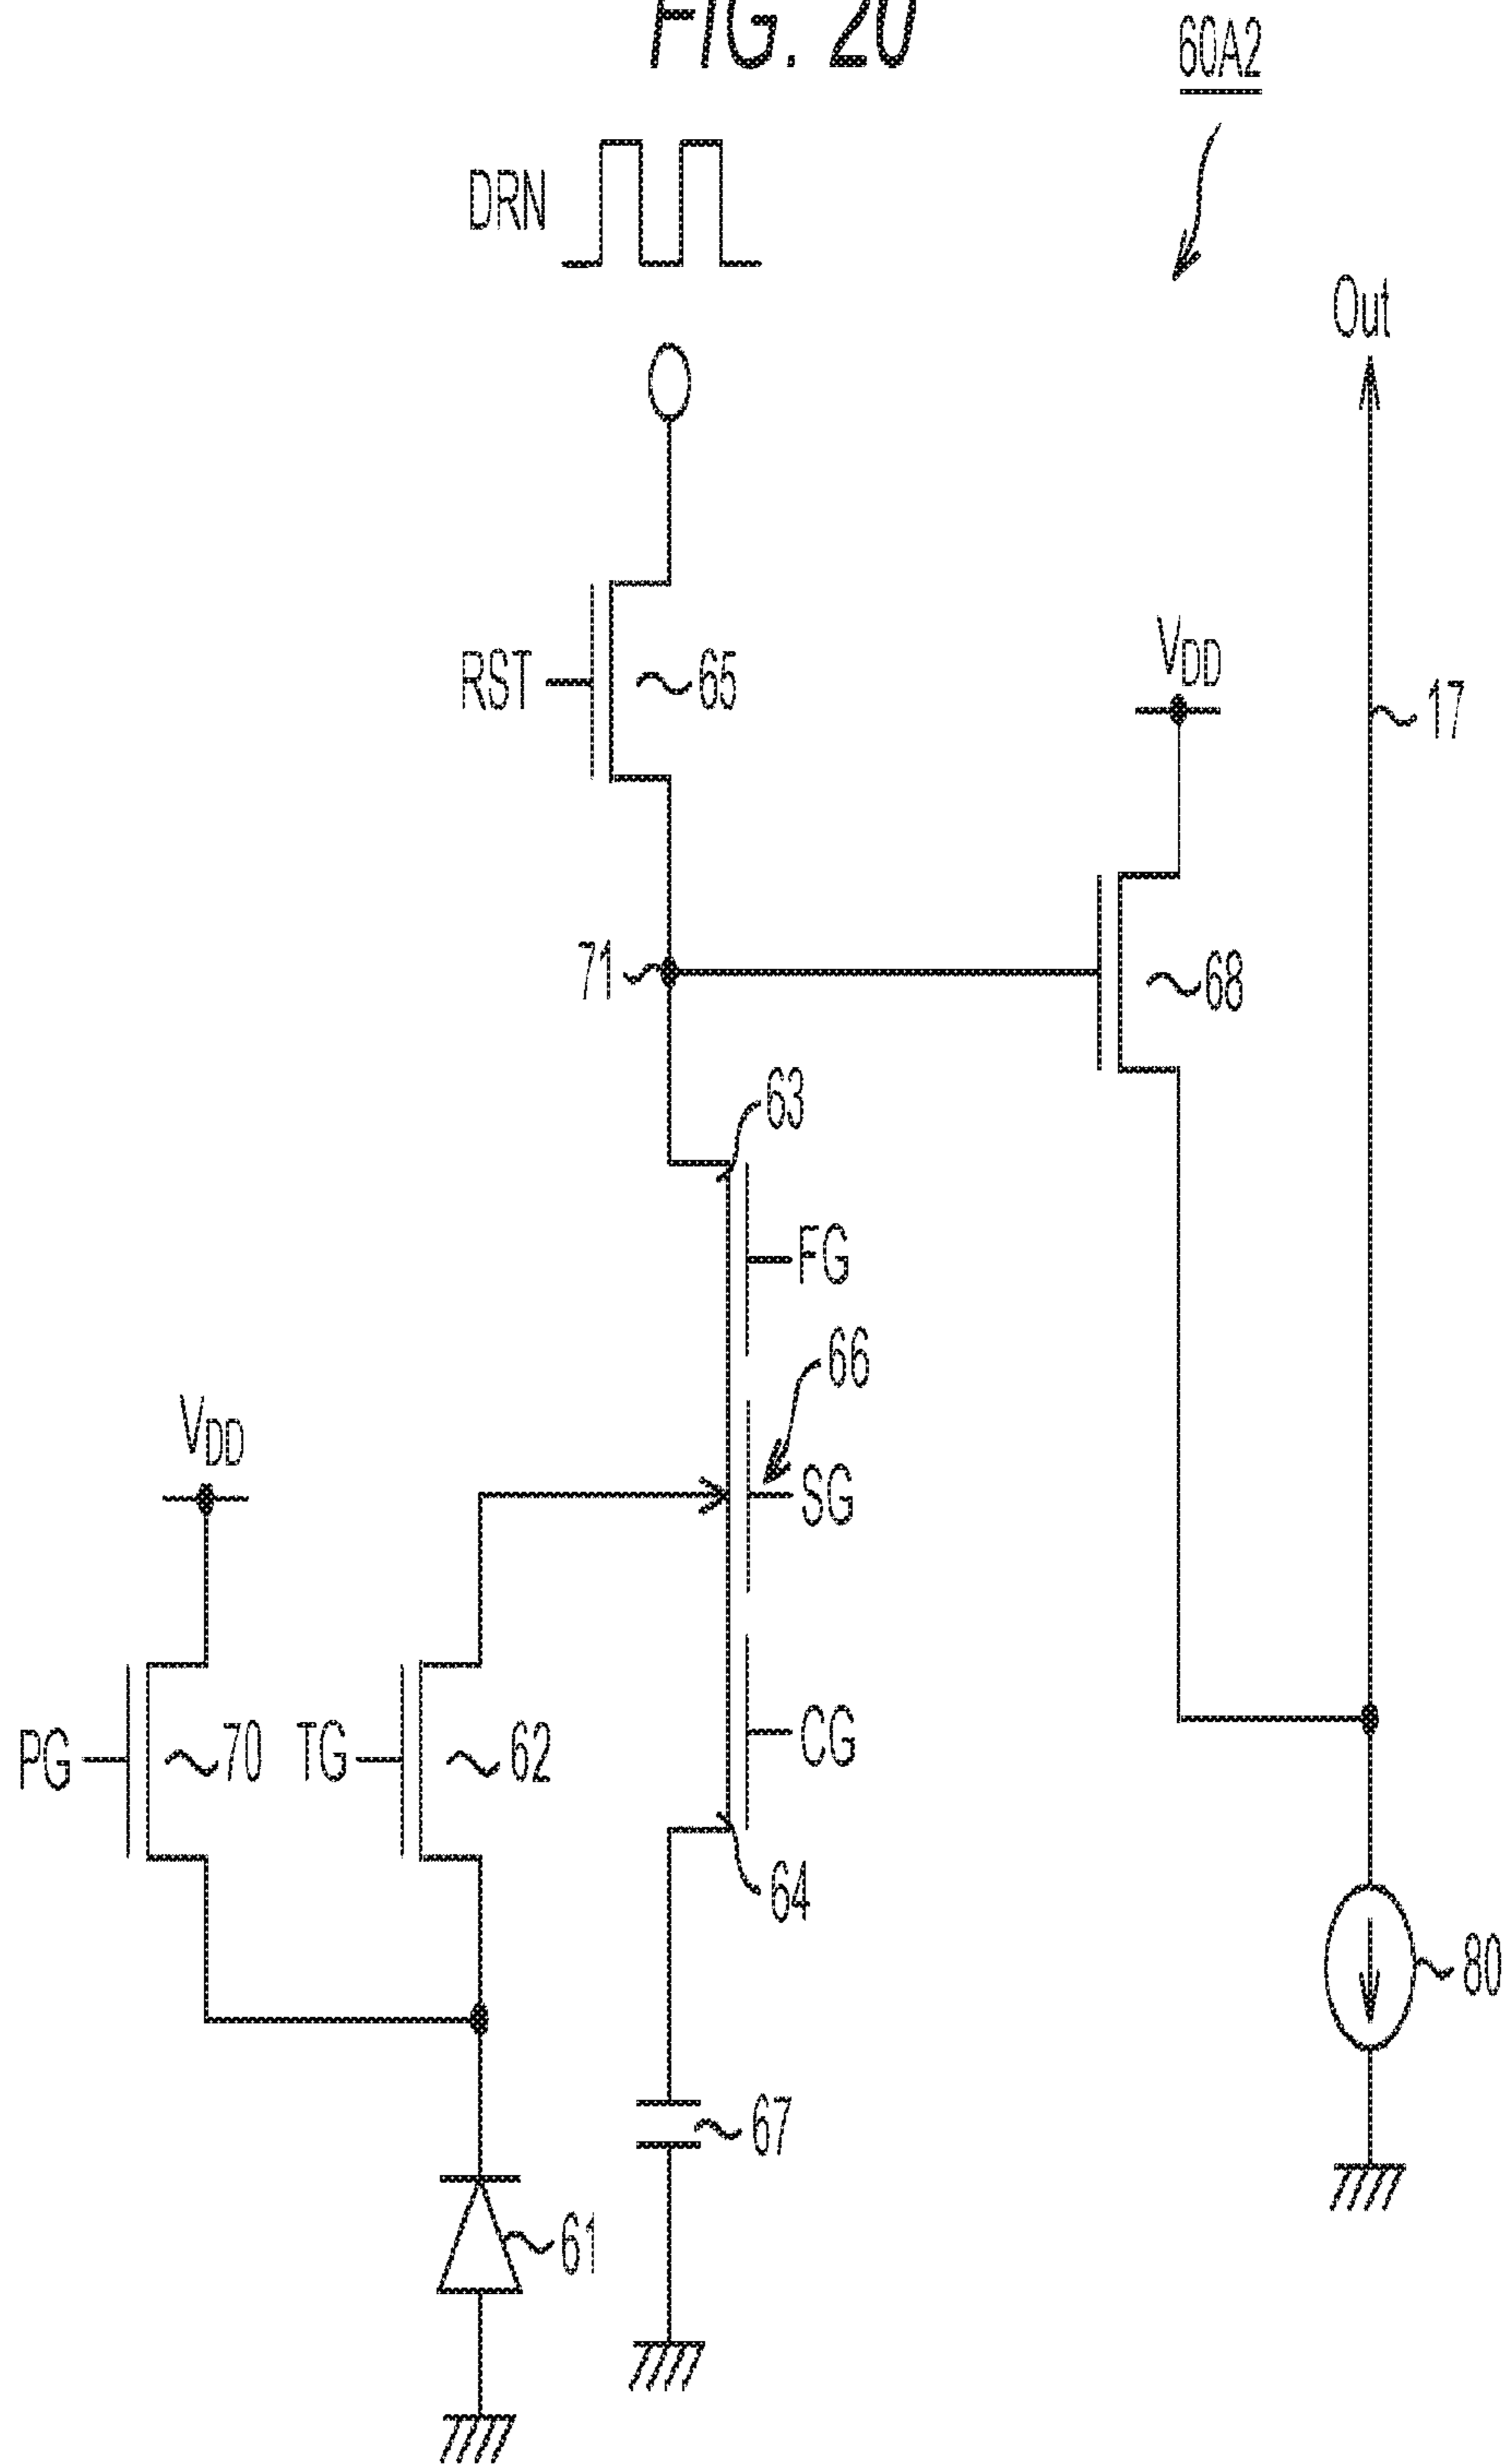 FIG. 20
60A2
DRN
Out
RST
65
VDD
17
71
68
63
FG
66
VDD
SG
PG
70
TG
62
CG
64
80
67
61